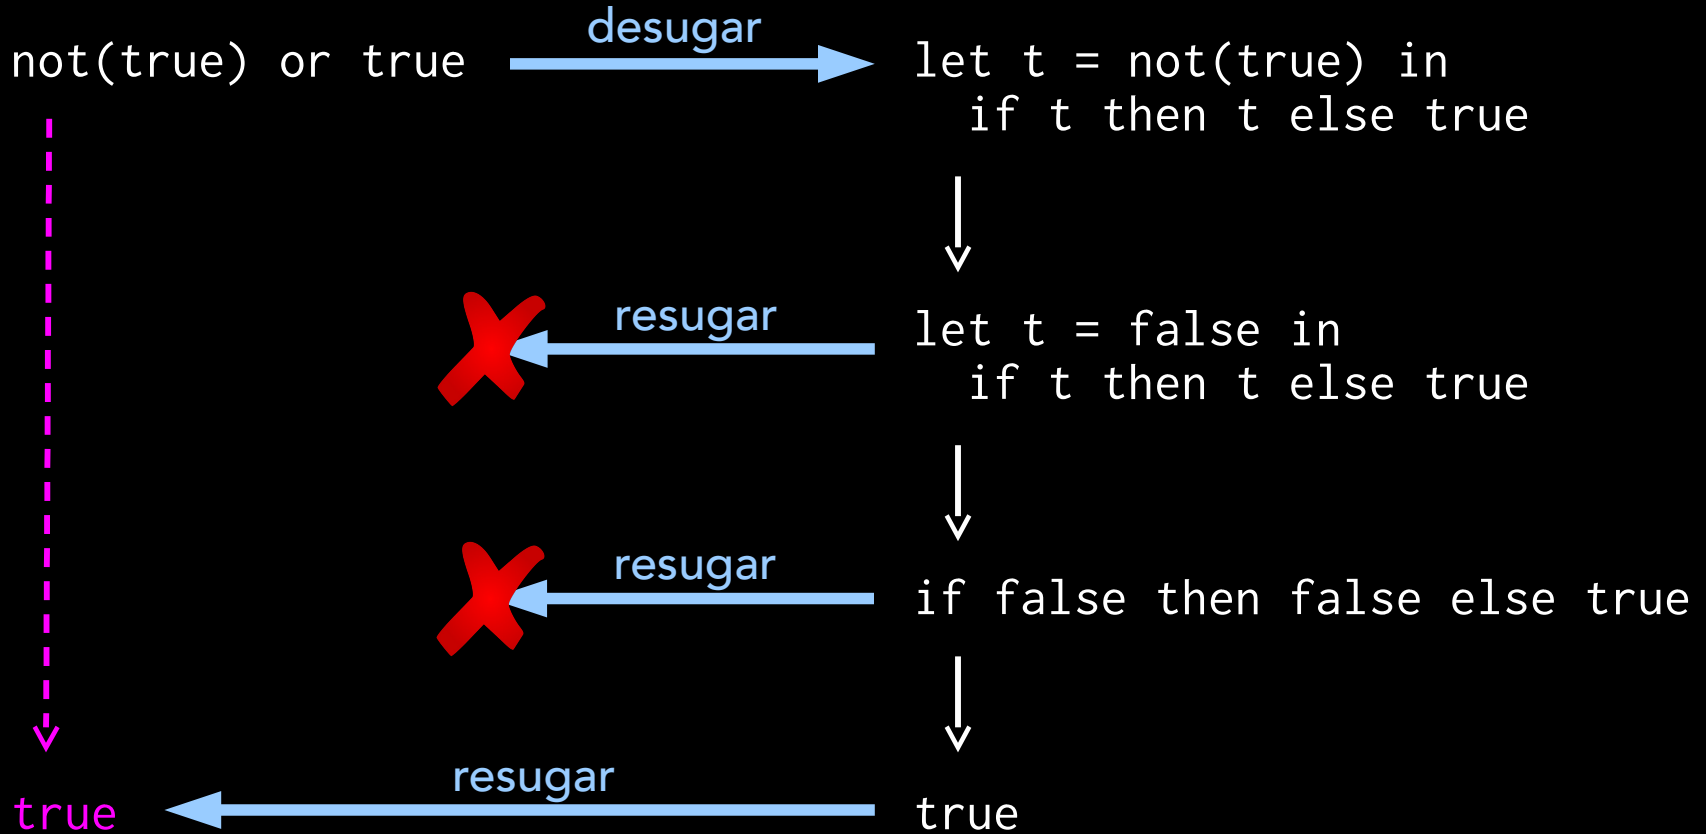 desugar
not(true) or true
let t = not(true) in
if t then t else true
resugar
let t = false in
if t then t else true
resugar
if false then false else true
resugar
true
true